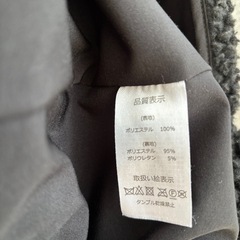 品質表示
(表地)
ポリエステル 100%
(裏地)
ポリエステル 95%
ポリウレタン 5%
取扱い絵表示
タンブル乾燥禁止